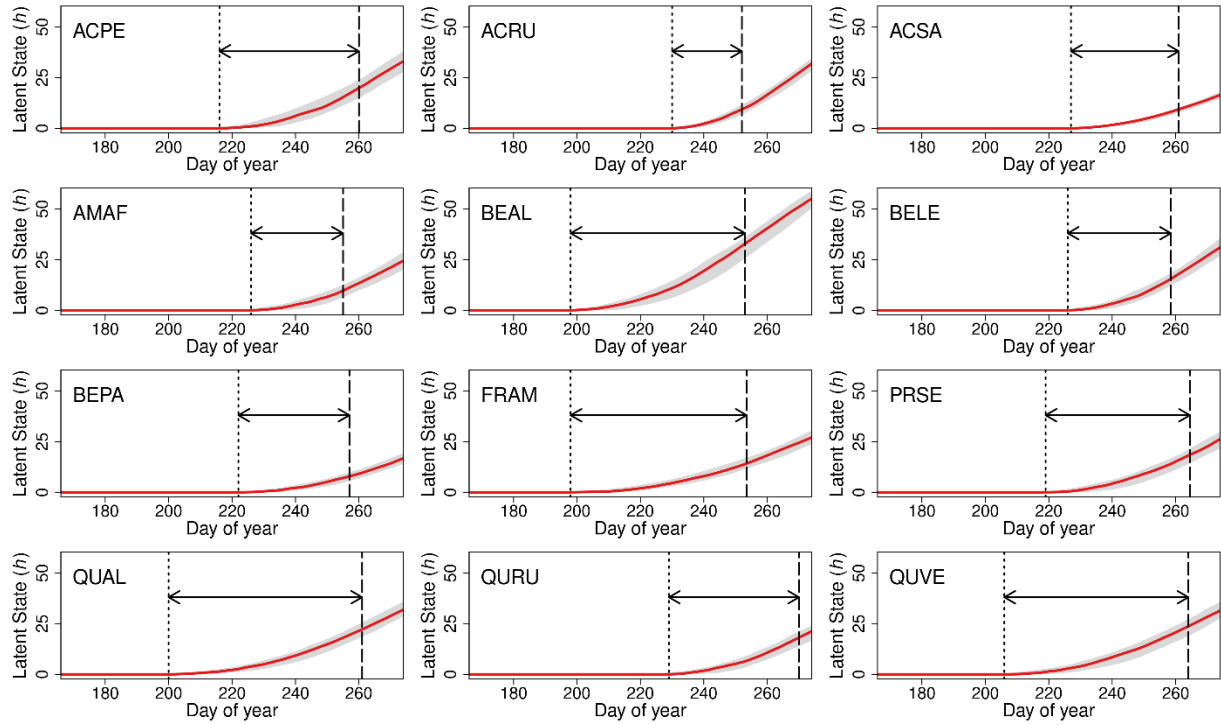 ACPE
Latent State (h)
0 25 50
180 200 220 240 260
Day of year
ACRU
Latent State (h)
0 25 50
180 200 220 240 260
Day of year
ACSA
Latent State (h)
0 25 50
180 200 220 240 260
Day of year
AMAF
Latent State (h)
0 25 50
180 200 220 240 260
Day of year
BEAL
Latent State (h)
0 25 50
180 200 220 240 260
Day of year
BELE
Latent State (h)
0 25 50
180 200 220 240 260
Day of year
BEPA
Latent State (h)
0 25 50
180 200 220 240 260
Day of year
FRAM
Latent State (h)
0 25 50
180 200 220 240 260
Day of year
PRSE
Latent State (h)
0 25 50
180 200 220 240 260
Day of year
QUAL
Latent State (h)
0 25 50
180 200 220 240 260
Day of year
QURU
Latent State (h)
0 25 50
180 200 220 240 260
Day of year
QUVE
Latent State (h)
0 25 50
180 200 220 240 260
Day of year